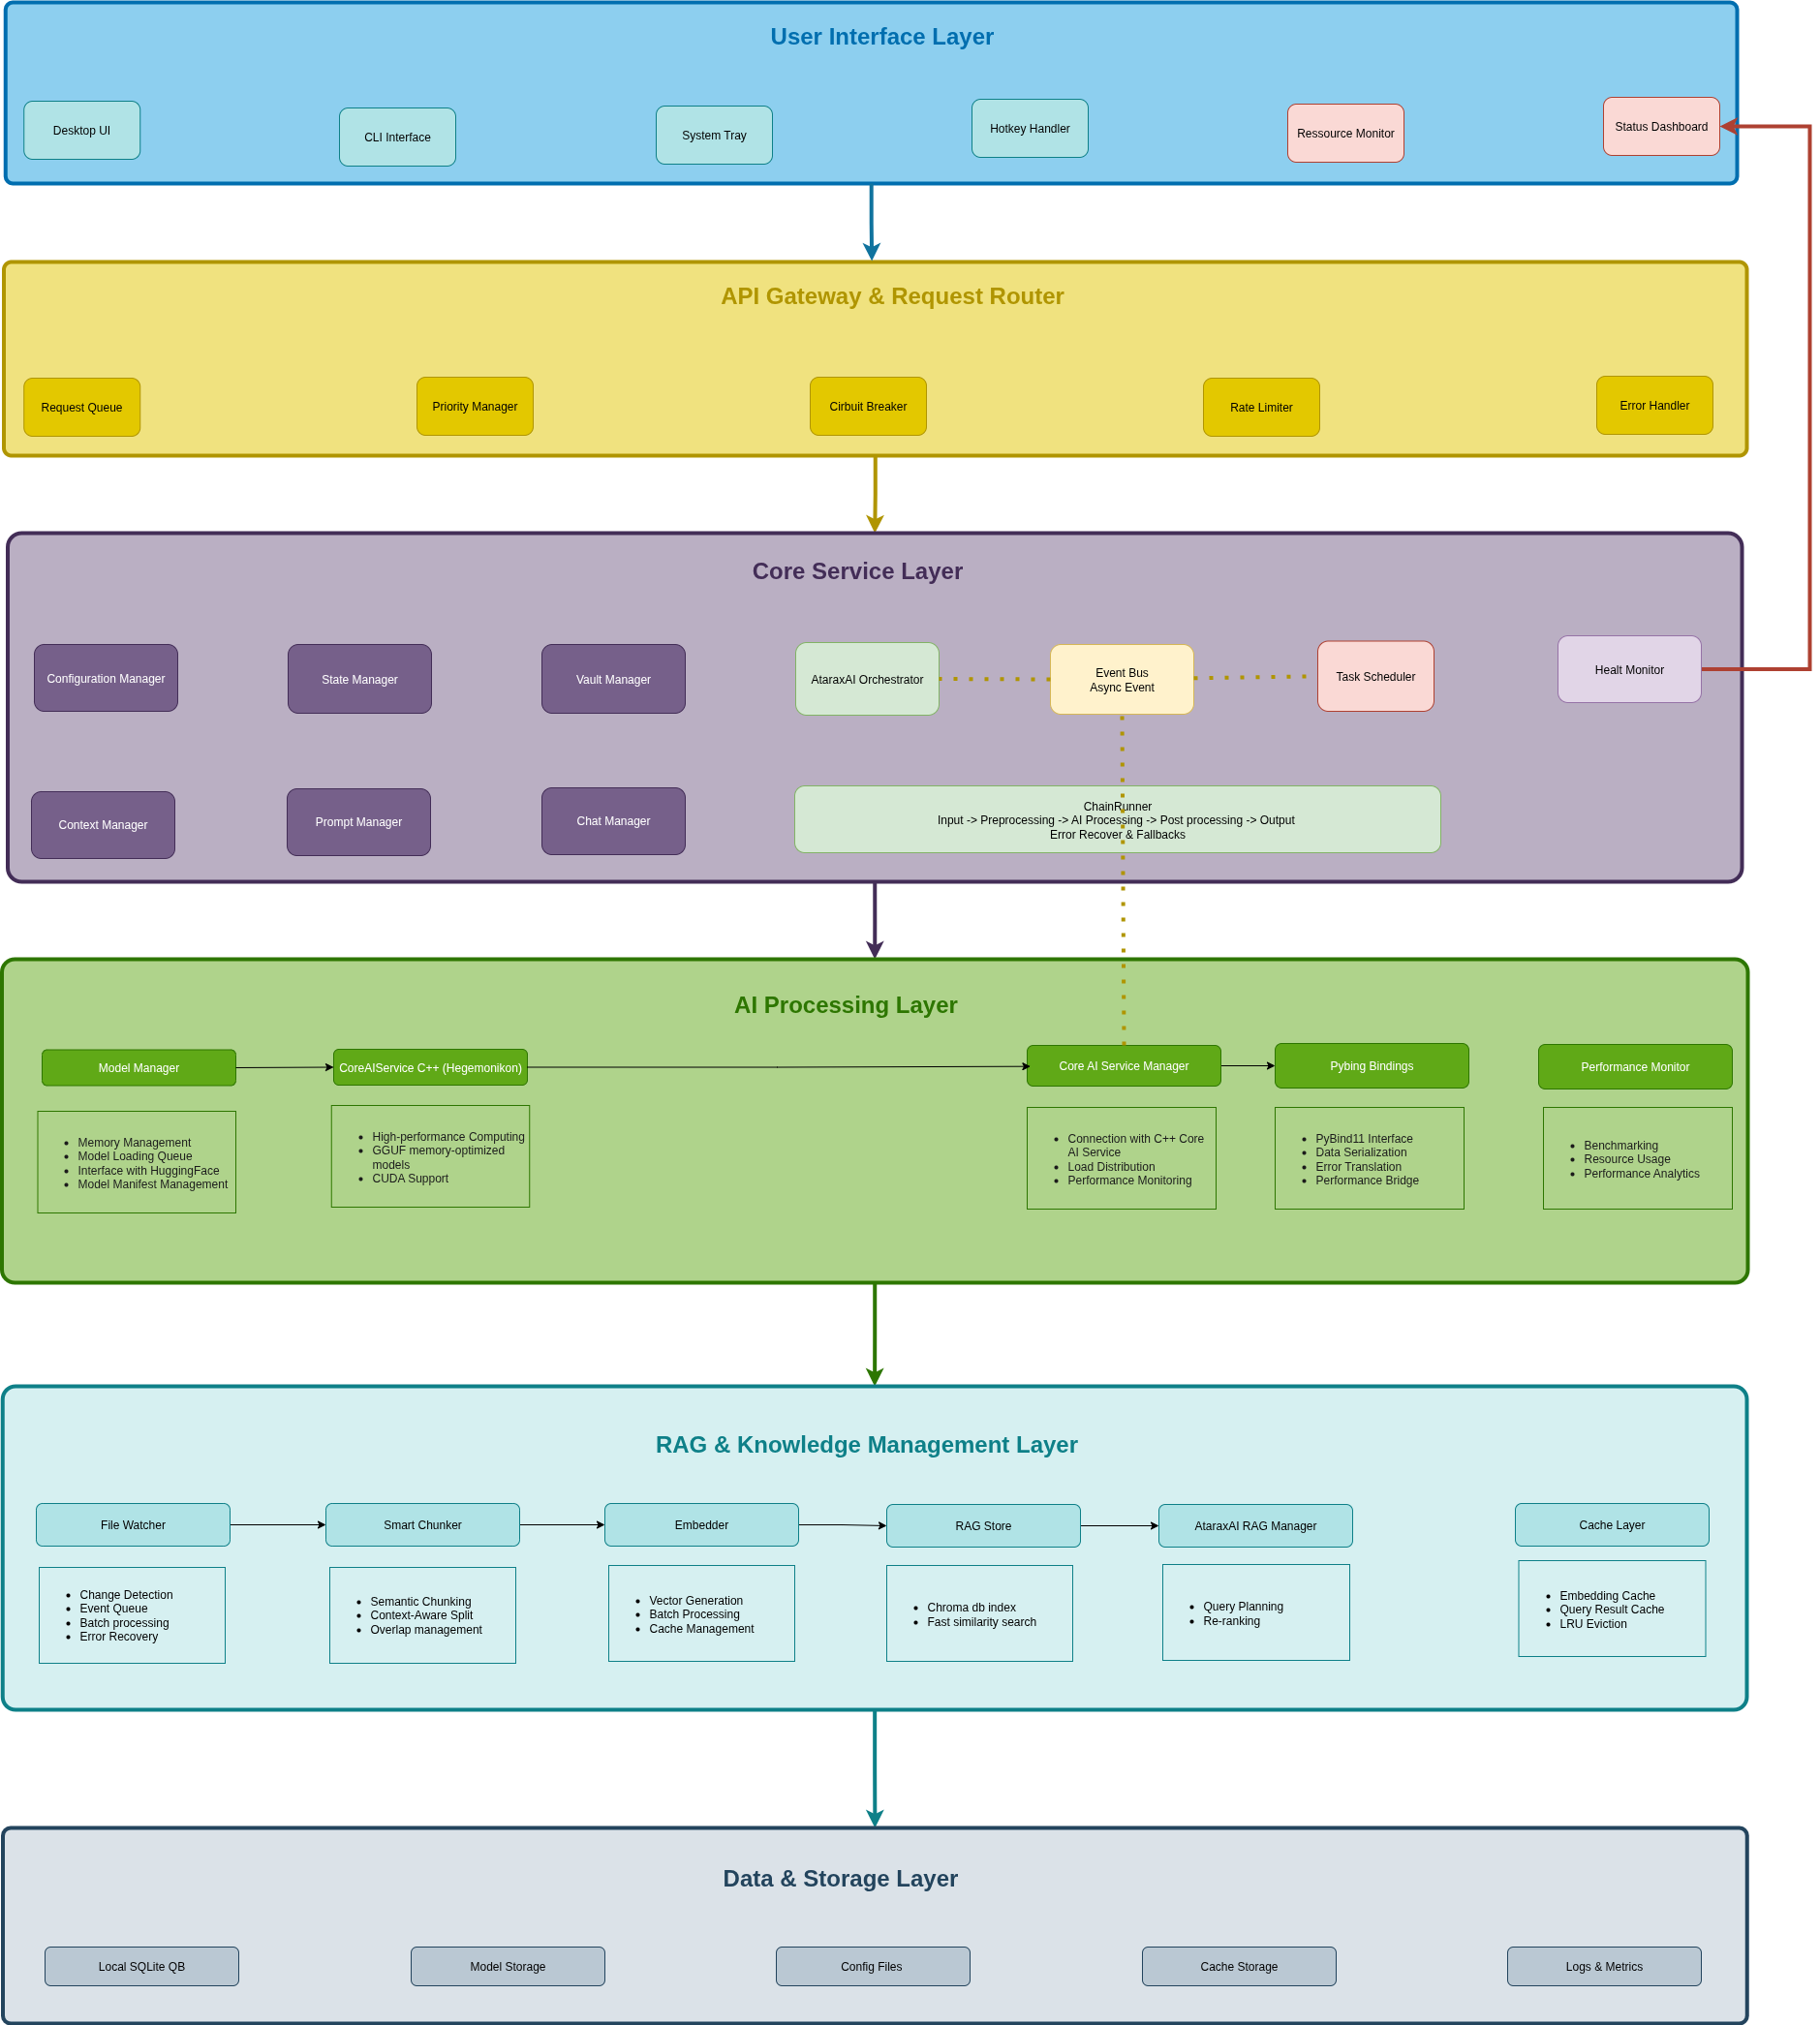 User Interface Layer
Desktop UI
CLI Interface
System Tray
Hotkey Handler
Ressource Monitor
Status Dashboard
API Gateway & Request Router
Request Queue
Priority Manager
Cirbuit Breaker
Rate Limiter
Error Handler
Core Service Layer
Configuration Manager
State Manager
Vault Manager
AtaraxAI Orchestrator
Event Bus
Async Event
Task Scheduler
Healt Monitor
Context Manager
Prompt Manager
Chat Manager
ChainRunner
Input -> Preprocessing -> AI Processing -> Post processing -> Output
Error Recover & Fallbacks
AI Processing Layer
Model Manager
CoreAIService C++ (Hegemonikon)
Core AI Service Manager
Pybing Bindings
Performance Monitor
• Memory Management
• Model Loading Queue
• Interface with HuggingFace
• Model Manifest Management
• High-performance Computing
• GGUF memory-optimized
models
• CUDA Support
• Connection with C++ Core
AI Service
• Load Distribution
• Performance Monitoring
• PyBind11 Interface
• Data Serialization
• Error Translation
• Performance Bridge
• Benchmarking
• Resource Usage
• Performance Analytics
RAG & Knowledge Management Layer
File Watcher
Smart Chunker
Embedder
RAG Store
AtaraxAI RAG Manager
Cache Layer
• Change Detection
• Event Queue
• Batch processing
• Error Recovery
• Semantic Chunking
• Context-Aware Split
• Overlap management
• Vector Generation
• Batch Processing
• Cache Management
• Chroma db index
• Fast similarity search
• Query Planning
• Re-ranking
• Embedding Cache
• Query Result Cache
• LRU Eviction
Data & Storage Layer
Local SQLite QB
Model Storage
Config Files
Cache Storage
Logs & Metrics